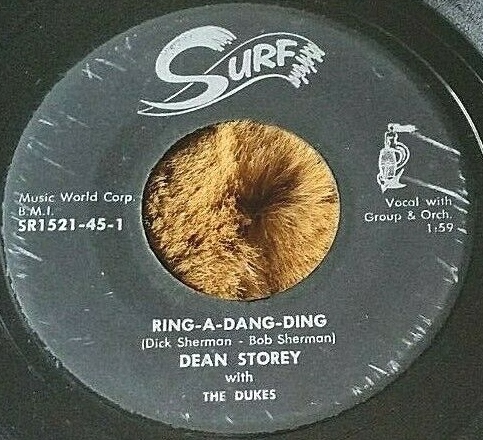 SURF
Music World Corp.
B.M.I.
SR1521-45-1
Vocal with
Group & Orch.
1:59
RING-A-DANG-DING
(Dick Sherman - Bob Sherman)
DEAN STOREY
with
THE DUKES